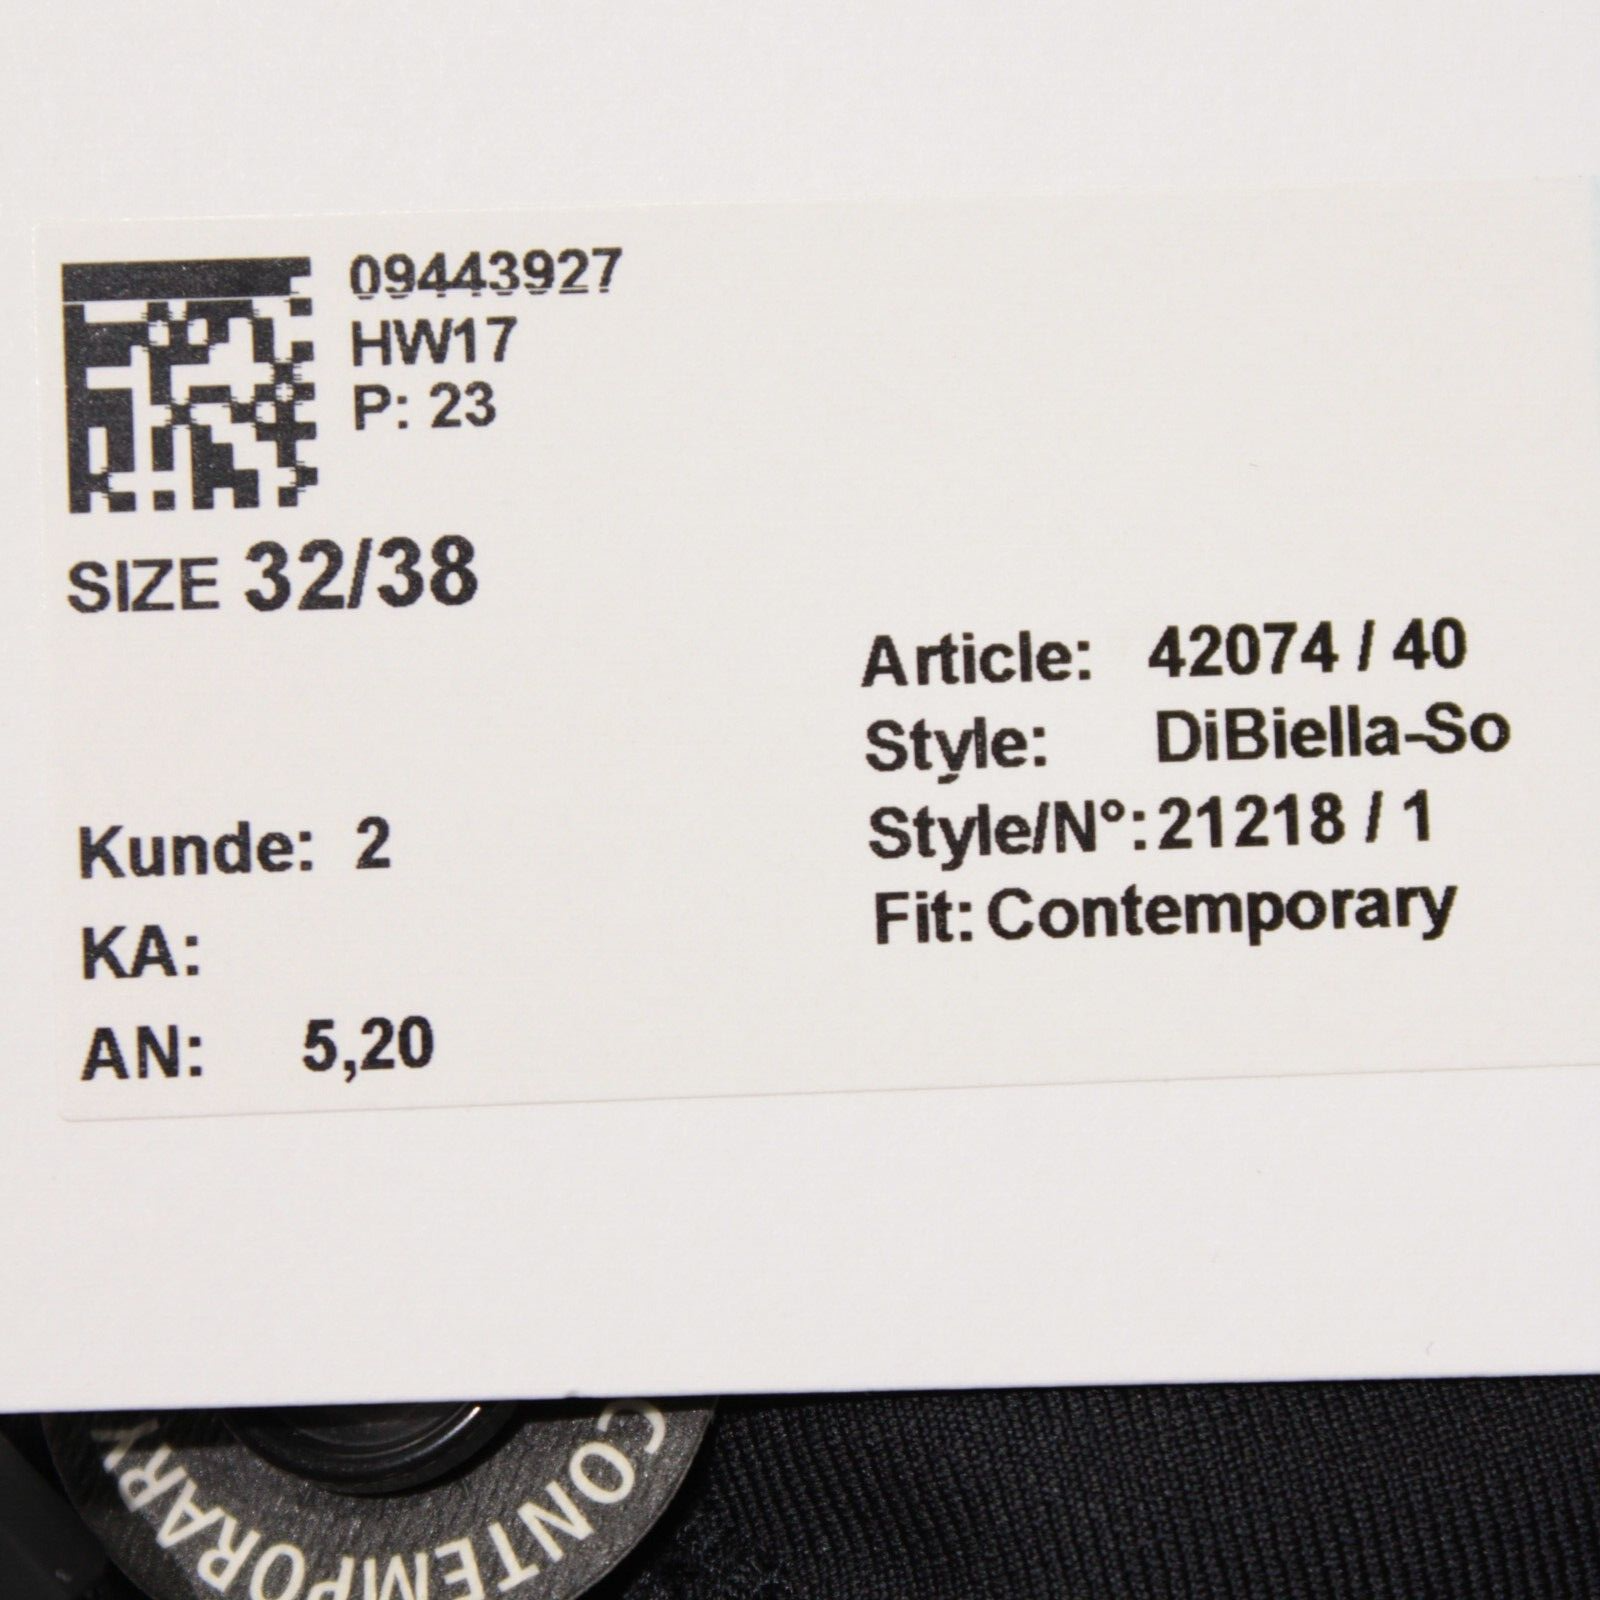 09443927
HW17
P: 23
SIZE 32/38
Article: 42074 / 40
Style: DiBiella-So
Style/N°: 21218 / 1
Fit: Contemporary
Kunde: 2
KA:
AN: 5,20
CONTEMPORARY